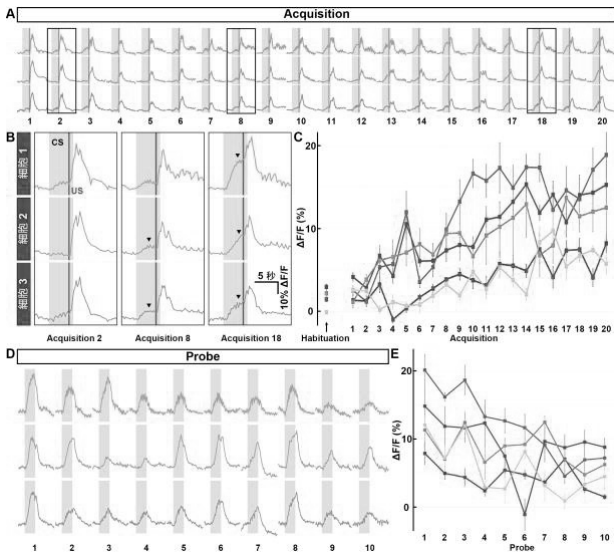 A
Acquisition
1 2 3 4 5 6 7 8 9 10 11 12 13 14 15 16 17 18 19 20
B
CS
US
細胞 1
細胞 2
細胞 3
5 秒
10% ΔF/F
Acquisition 2 Acquisition 8 Acquisition 18
C
ΔF/F (%)
20
10
0
1 2 3 4 5 6 7 8 9 10 11 12 13 14 15 16 17 18 19 20
Habituation Acquisition
D
Probe
1 2 3 4 5 6 7 8 9 10
E
ΔF/F (%)
20
10
0
1 2 3 4 5 6 7 8 9 10
Probe